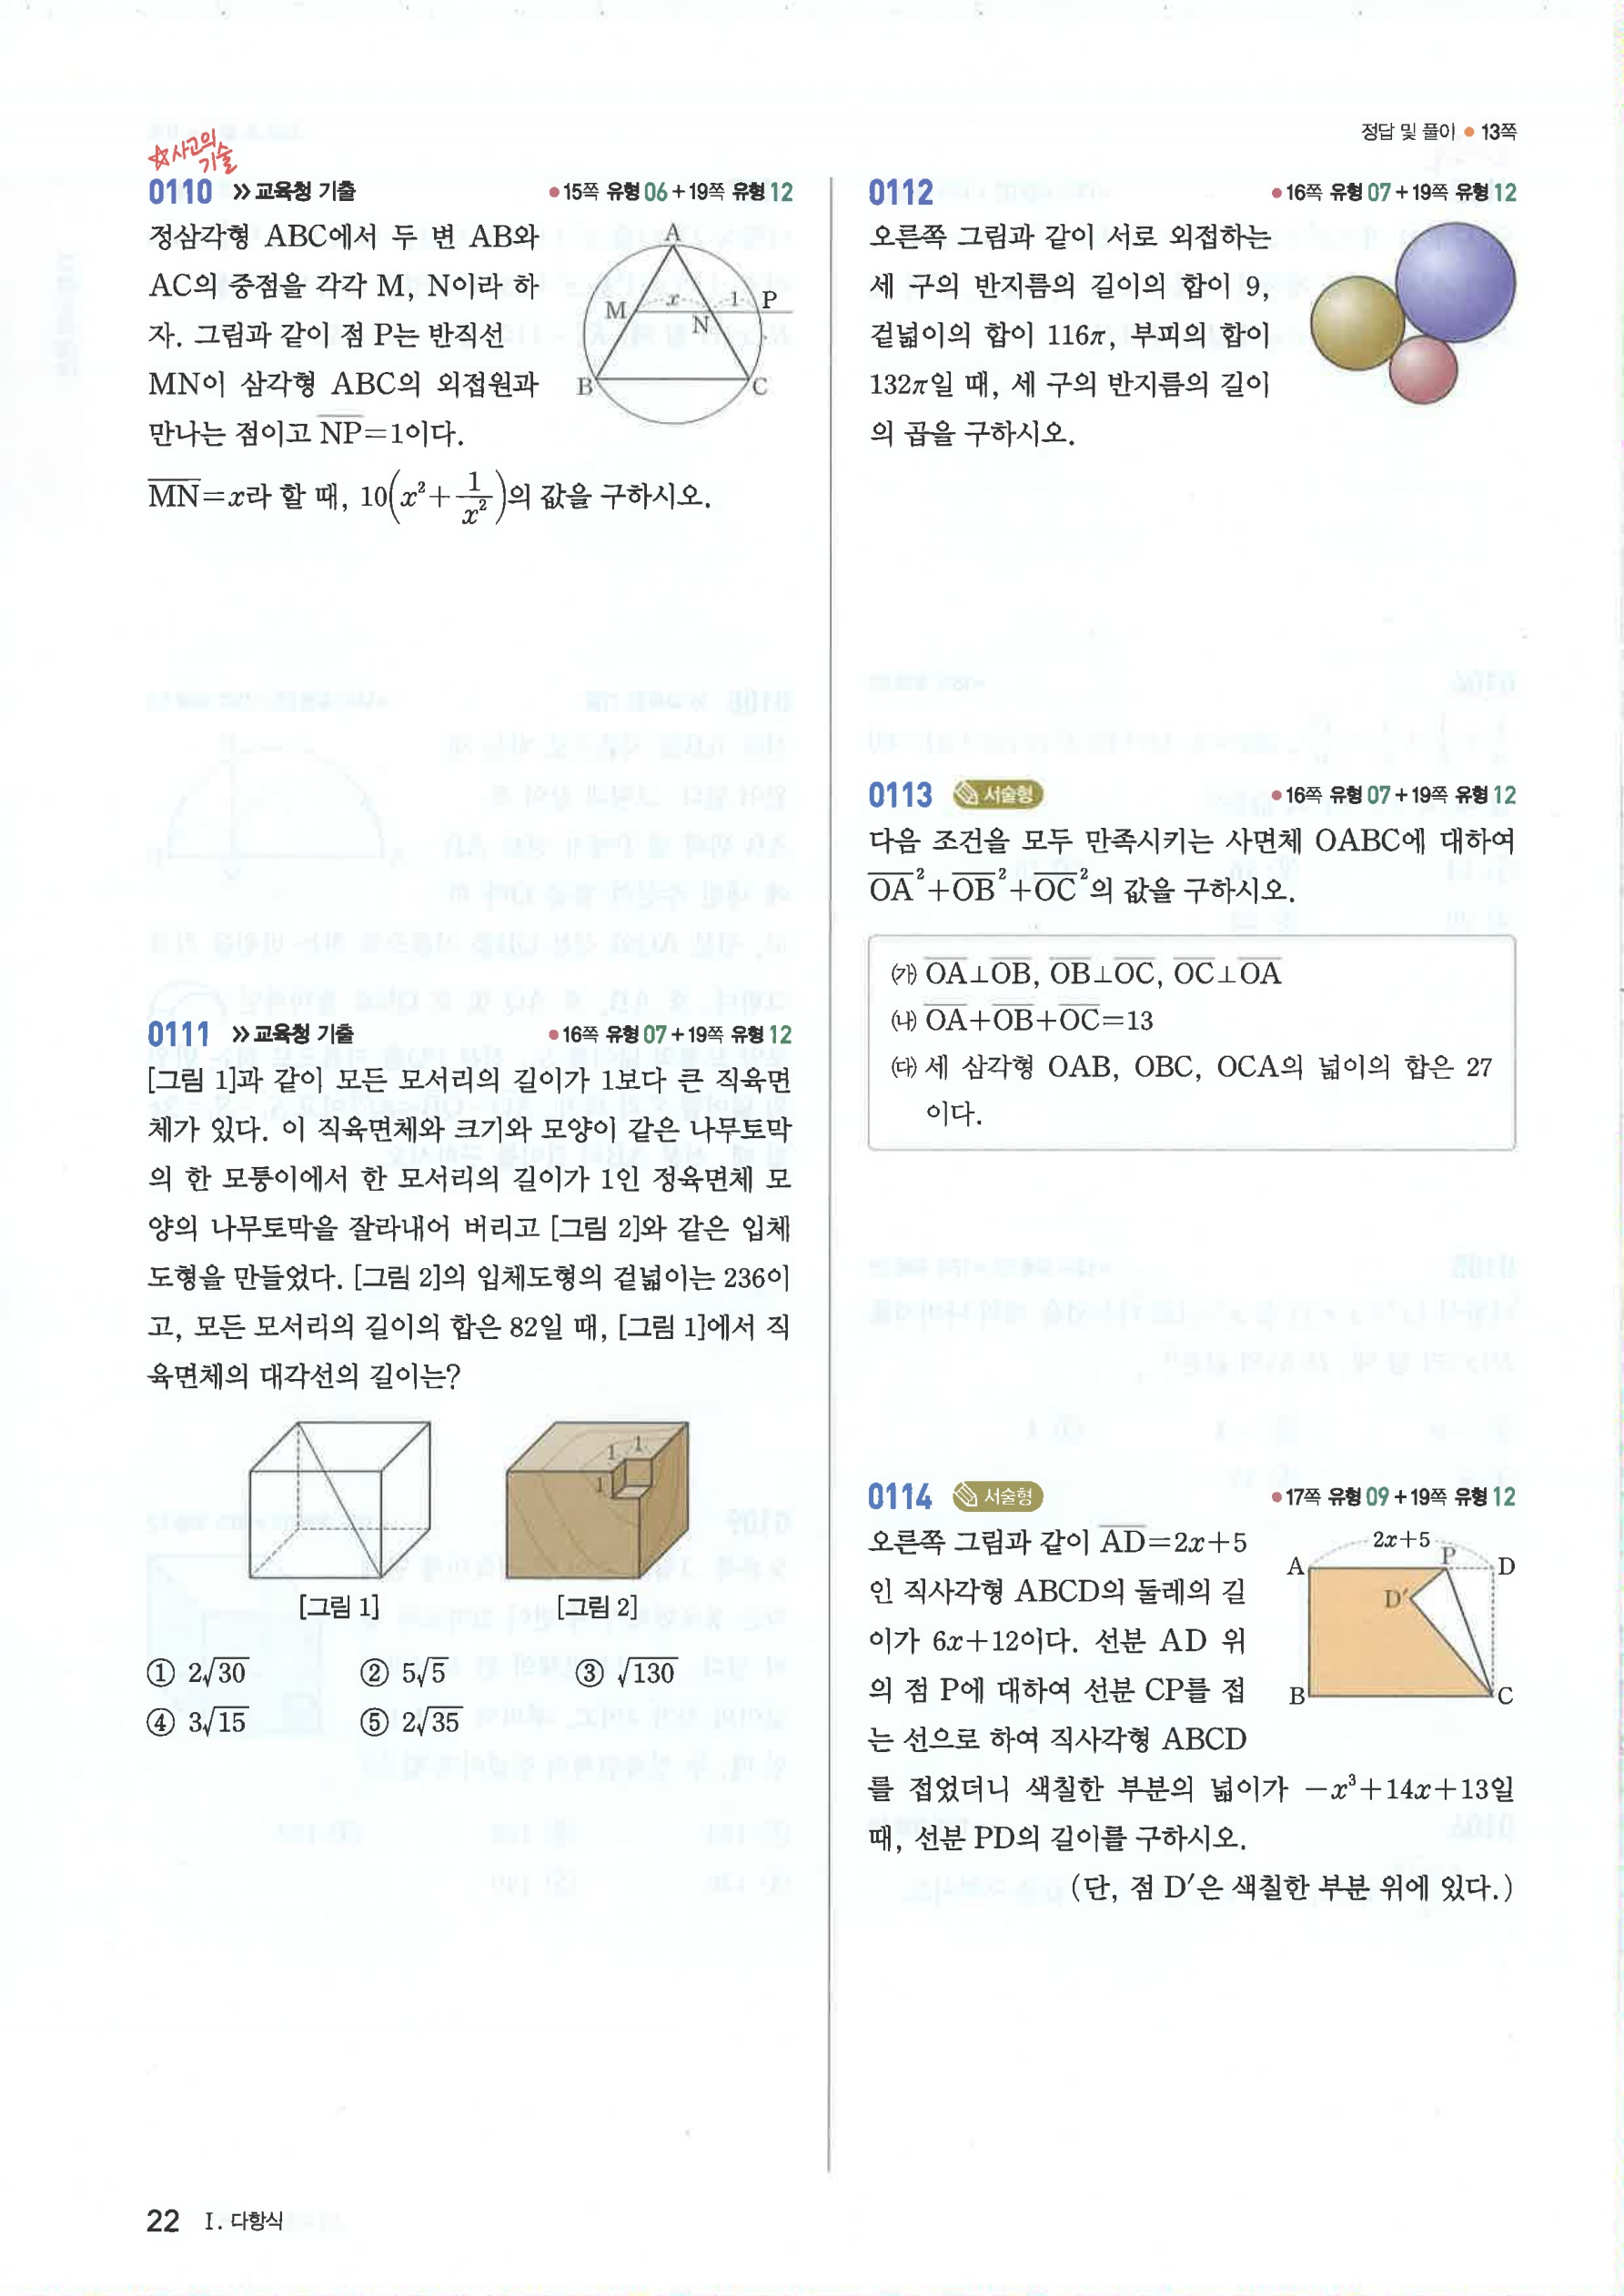 정답 및 풀이 ● 13쪽
☆사고의
기술
0110 ≫교육청 기출 ●15쪽 유형 06+19쪽 유형 12
정삼각형 ABC에서 두 변 AB와
AC의 중점을 각각 M, N이라 하
자. 그림과 같이 점 P는 반직선
MN이 삼각형 ABC의 외접원과
만나는 점이고 \overline{NP}=1이다.
\overline{MN}=x라 할 때, 10(x²+1/x²)의 값을 구하시오.
A
M x 1 P
N
B C
0111 ≫교육청 기출 ●16쪽 유형 07+19쪽 유형 12
[그림 1]과 같이 모든 모서리의 길이가 1보다 큰 직육면
체가 있다. 이 직육면체와 크기와 모양이 같은 나무토막
의 한 모퉁이에서 한 모서리의 길이가 1인 정육면체 모
양의 나무토막을 잘라내어 버리고 [그림 2]와 같은 입체
도형을 만들었다. [그림 2]의 입체도형의 겉넓이는 236이
고, 모든 모서리의 길이의 합은 82일 때, [그림 1]에서 직
육면체의 대각선의 길이는?
1 1
1
[그림 1] [그림 2]
① 2√30 ② 5√5 ③ √130
④ 3√15 ⑤ 2√35
0112 ●16쪽 유형 07+19쪽 유형 12
오른쪽 그림과 같이 서로 외접하는
세 구의 반지름의 길이의 합이 9,
겉넓이의 합이 116π, 부피의 합이
132π일 때, 세 구의 반지름의 길이
의 곱을 구하시오.
0113 서술형 ●16쪽 유형 07+19쪽 유형 12
다음 조건을 모두 만족시키는 사면체 OABC에 대하여
\overline{OA}²+\overline{OB}²+\overline{OC}²의 값을 구하시오.
㈎ \overline{OA}⊥\overline{OB}, \overline{OB}⊥\overline{OC}, \overline{OC}⊥\overline{OA}
㈏ \overline{OA}+\overline{OB}+\overline{OC}=13
㈐ 세 삼각형 OAB, OBC, OCA의 넓이의 합은 27
이다.
0114 서술형 ●17쪽 유형 09+19쪽 유형 12
오른쪽 그림과 같이 \overline{AD}=2x+5
인 직사각형 ABCD의 둘레의 길
이가 6x+12이다. 선분 AD 위
의 점 P에 대하여 선분 CP를 접
는 선으로 하여 직사각형 ABCD
를 접었더니 색칠한 부분의 넓이가 -x³+14x+13일
때, 선분 PD의 길이를 구하시오.
(단, 점 D′은 색칠한 부분 위에 있다.)
2x+5
A P D
D′
B C
22 Ⅰ. 다항식